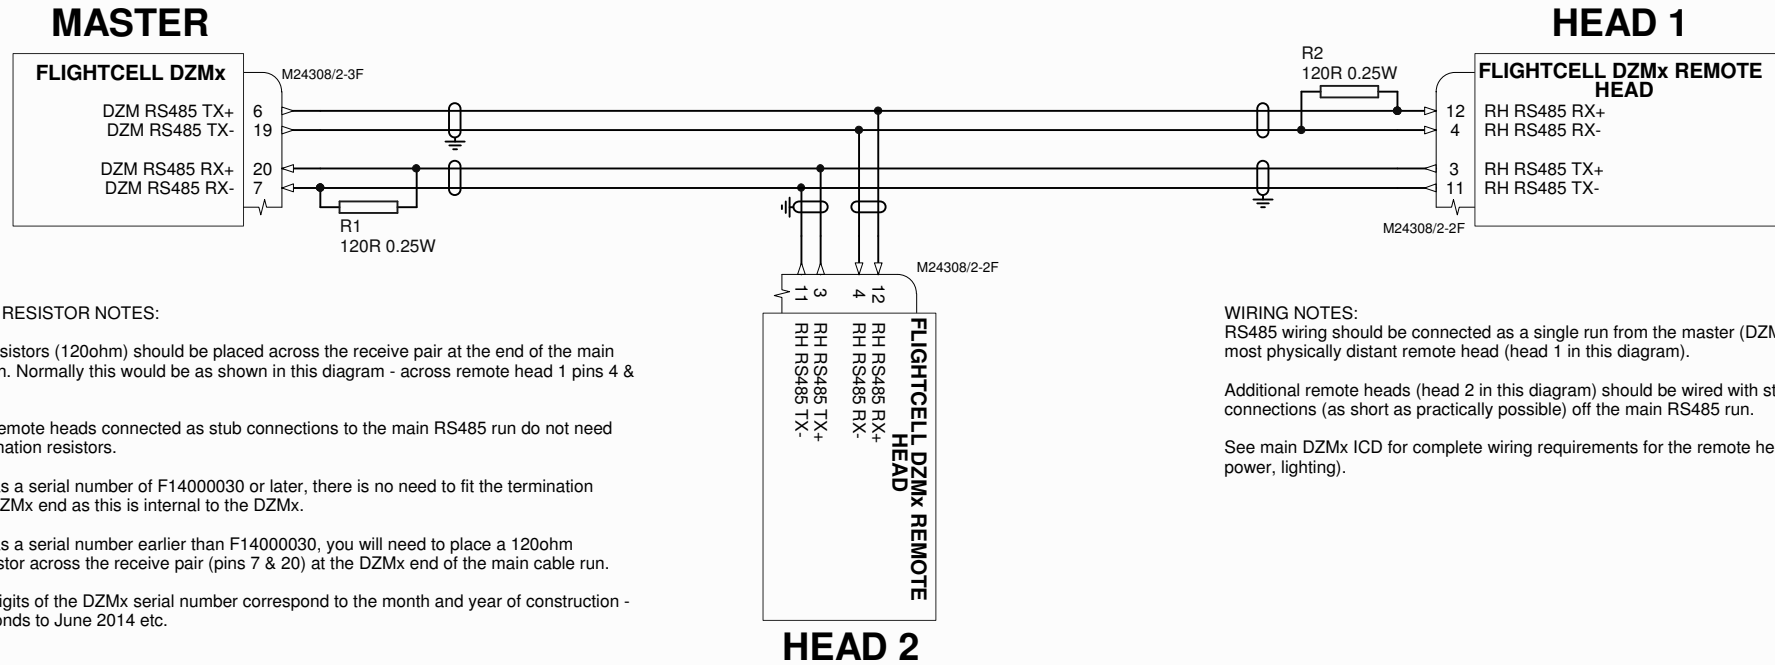 MASTER
FLIGHTCELL DZMx
M24308/2-3F
DZM RS485 TX+ 6
DZM RS485 TX- 19
DZM RS485 RX+ 20
DZM RS485 RX- 7
R1
120R 0.25W
HEAD 1
R2
120R 0.25W
FLIGHTCELL DZMx REMOTE
HEAD
12 RH RS485 RX+
4 RH RS485 RX-
3 RH RS485 TX+
11 RH RS485 TX-
M24308/2-2F
M24308/2-2F
11 RH RS485 TX-
3 RH RS485 TX+
4 RH RS485 RX-
12 RH RS485 RX+
FLIGHTCELL DZMx REMOTE
HEAD
HEAD 2
RESISTOR NOTES:
sistors (120ohm) should be placed across the receive pair at the end of the main
. Normally this would be as shown in this diagram - across remote head 1 pins 4 &
emote heads connected as stub connections to the main RS485 run do not need
nation resistors.
s a serial number of F14000030 or later, there is no need to fit the termination
ZMx end as this is internal to the DZMx.
s a serial number earlier than F14000030, you will need to place a 120ohm
stor across the receive pair (pins 7 & 20) at the DZMx end of the main cable run.
igits of the DZMx serial number correspond to the month and year of construction -
onds to June 2014 etc.
WIRING NOTES:
RS485 wiring should be connected as a single run from the master (DZM
most physically distant remote head (head 1 in this diagram).
Additional remote heads (head 2 in this diagram) should be wired with st
connections (as short as practically possible) off the main RS485 run.
See main DZMx ICD for complete wiring requirements for the remote he
power, lighting).